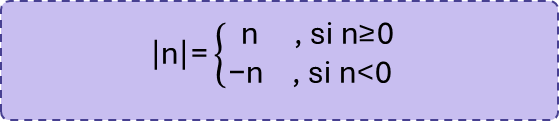 |n|= { n , si n≥0
−n , si n<0